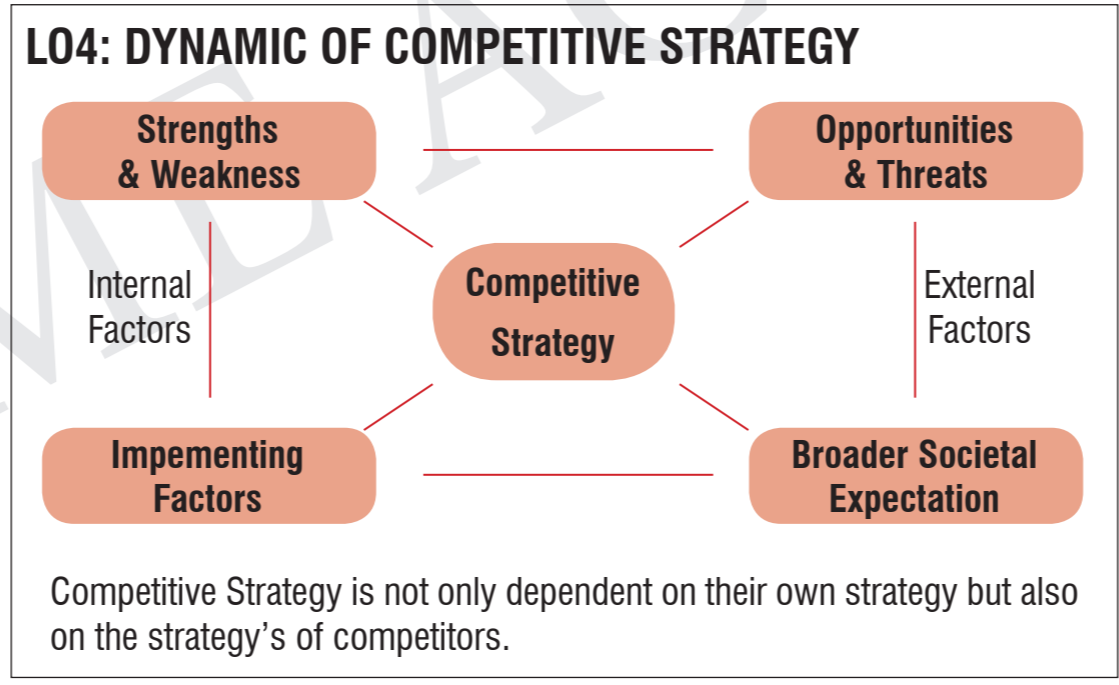 LO4: DYNAMIC OF COMPETITIVE STRATEGY
Strengths
& Weakness
Opportunities
& Threats
Internal
Factors
Competitive
Strategy
External
Factors
Impementing
Factors
Broader Societal
Expectation
Competitive Strategy is not only dependent on their own strategy but also
on the strategy's of competitors.